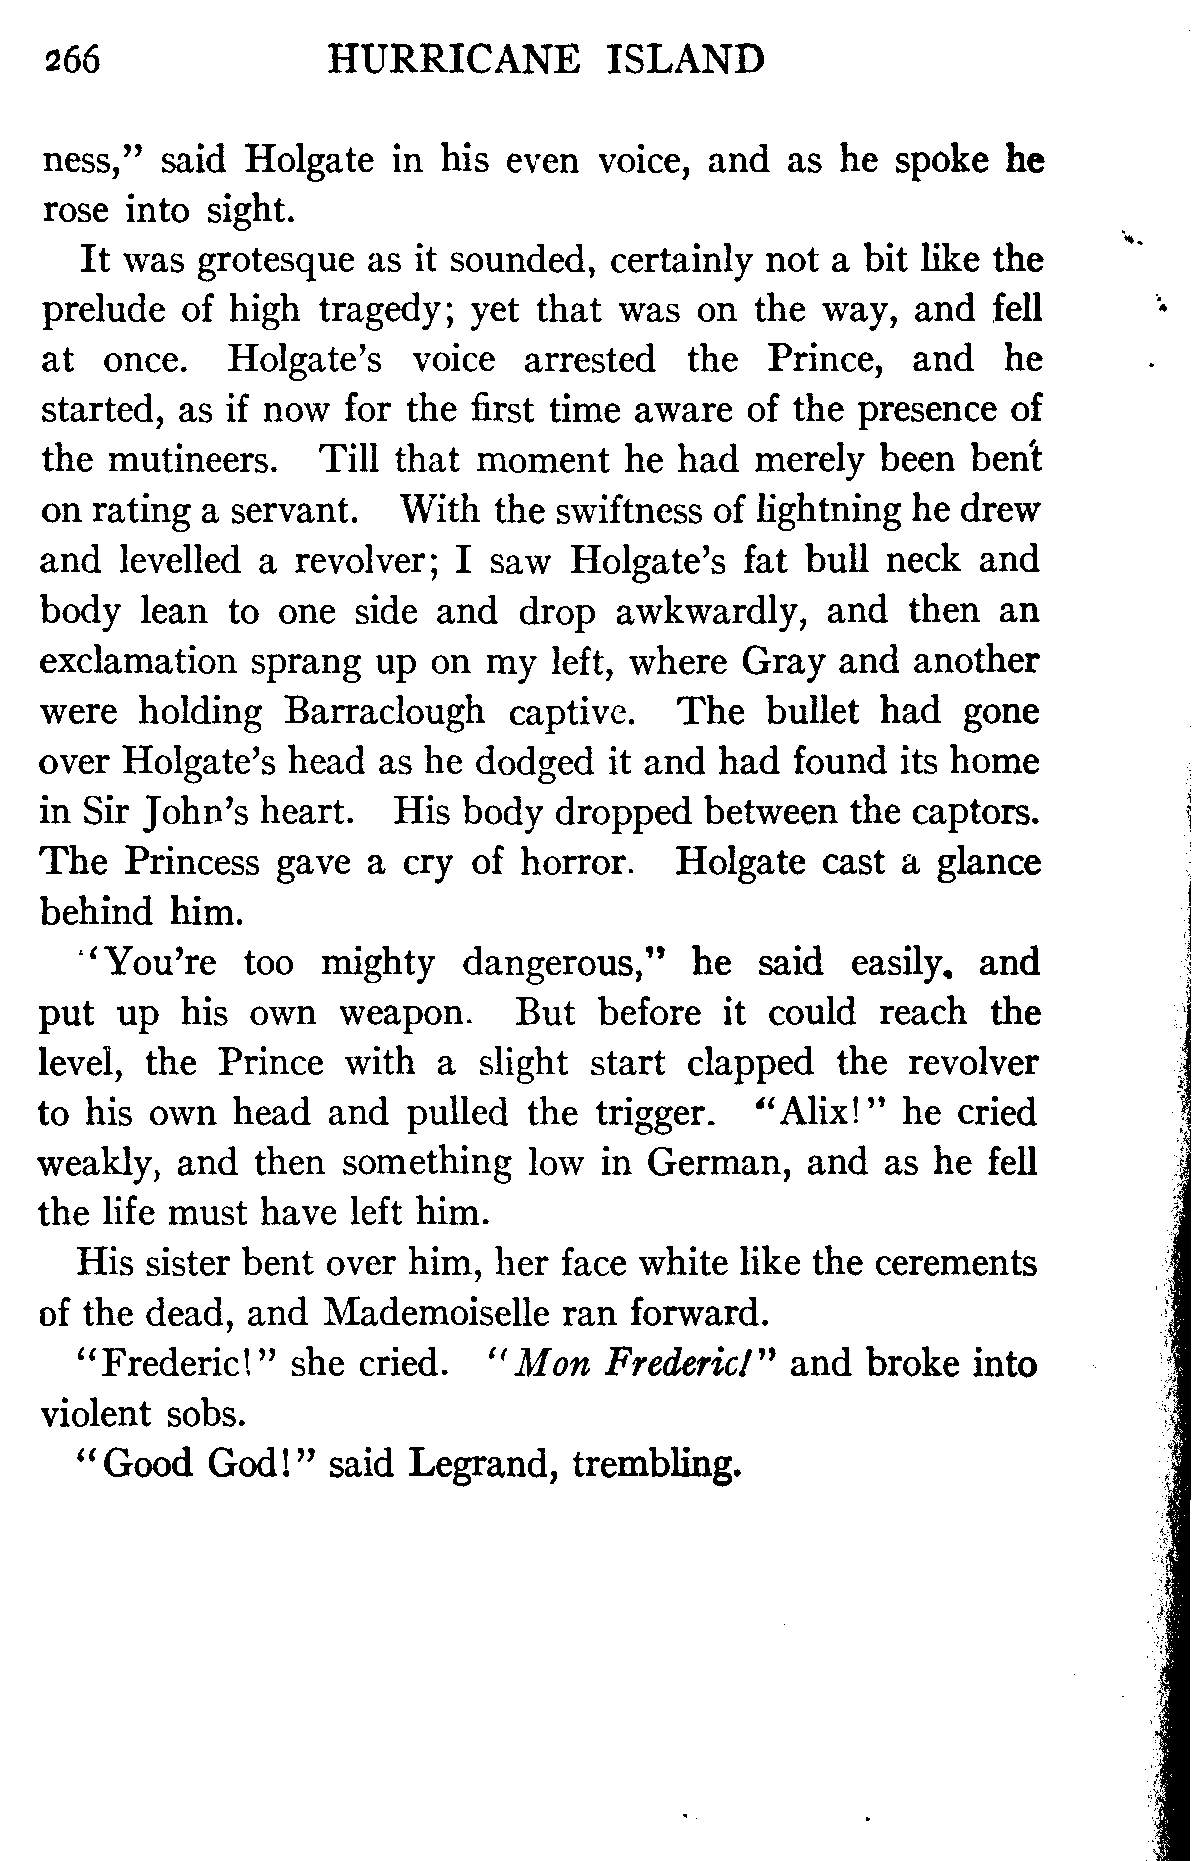 266 HURRICANE ISLAND
ness," said Holgate in his even voice, and as he spoke he
rose into sight.
It was grotesque as it sounded, certainly not a bit like the
prelude of high tragedy; yet that was on the way, and fell
at once. Holgate's voice arrested the Prince, and he
started, as if now for the first time aware of the presence of
the mutineers. Till that moment he had merely been bent
on rating a servant. With the swiftness of lightning he drew
and levelled a revolver; I saw Holgate's fat bull neck and
body lean to one side and drop awkwardly, and then an
exclamation sprang up on my left, where Gray and another
were holding Barraclough captive. The bullet had gone
over Holgate's head as he dodged it and had found its home
in Sir John's heart. His body dropped between the captors.
The Princess gave a cry of horror. Holgate cast a glance
behind him.
"You're too mighty dangerous," he said easily, and
put up his own weapon. But before it could reach the
level, the Prince with a slight start clapped the revolver
to his own head and pulled the trigger. "Alix!" he cried
weakly, and then something low in German, and as he fell
the life must have left him.
His sister bent over him, her face white like the cerements
of the dead, and Mademoiselle ran forward.
"Frederic!" she cried. "Mon Frederic!" and broke into
violent sobs.
"Good God!" said Legrand, trembling.